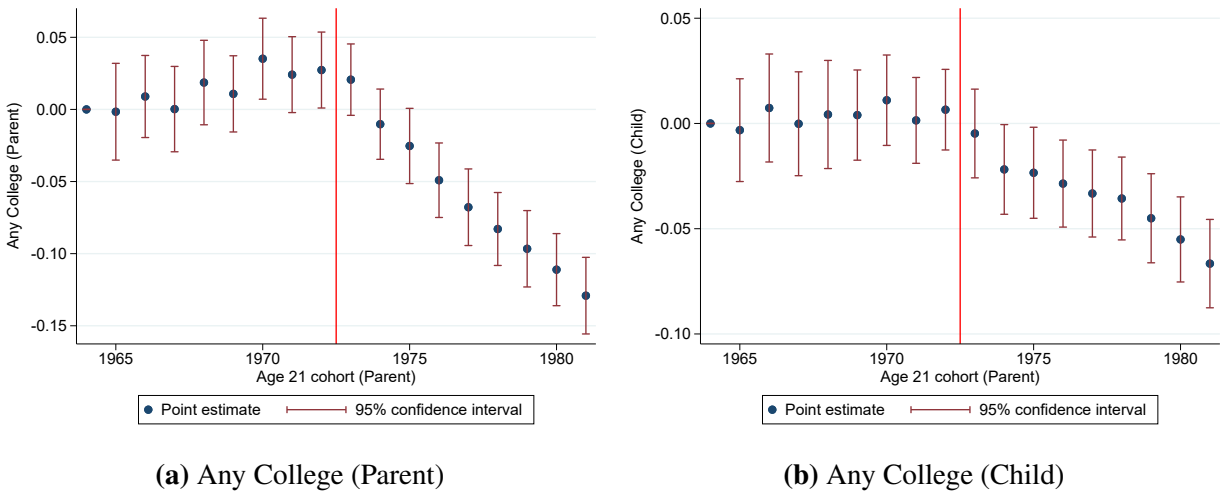 0.05
0.00
-0.05
-0.10
-0.15
Any College (Parent)
1965 1970 1975 1980
Age 21 cohort (Parent)
Point estimate 95% confidence interval
(a) Any College (Parent)
0.05
0.00
-0.05
-0.10
Any College (Child)
1965 1970 1975 1980
Age 21 cohort (Parent)
Point estimate 95% confidence interval
(b) Any College (Child)